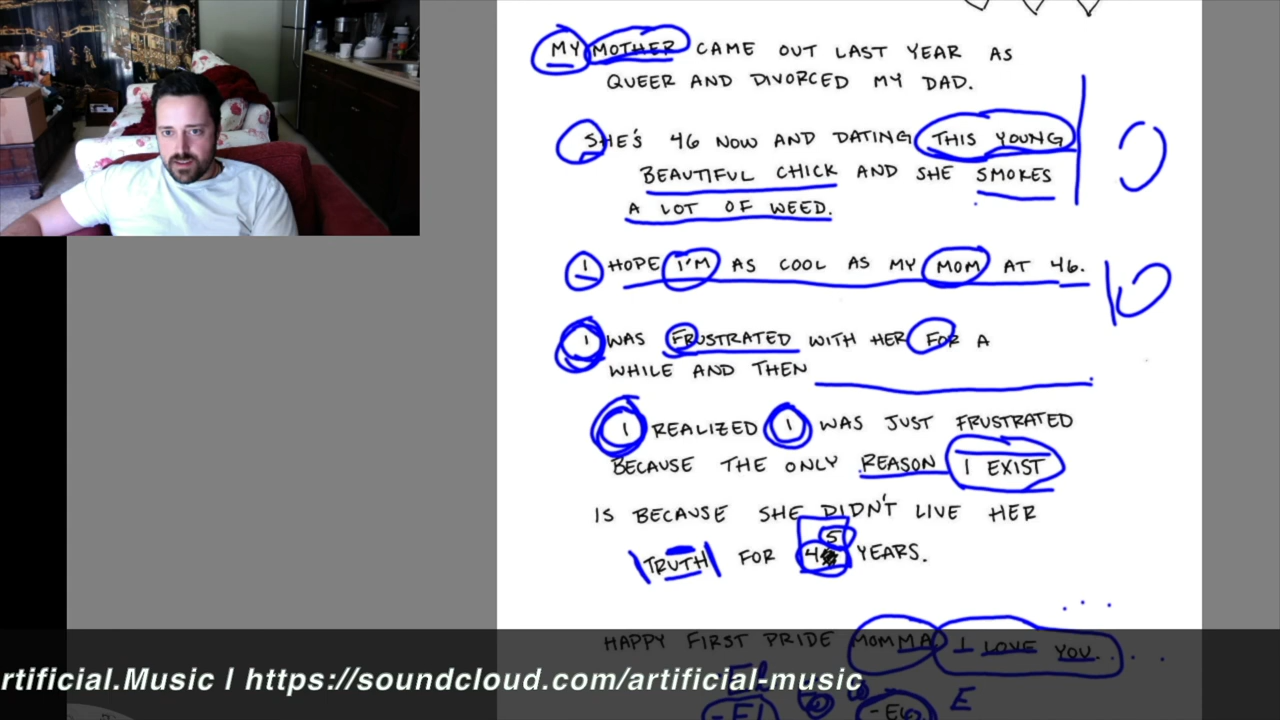 MY MOTHER CAME OUT LAST YEAR AS
QUEER AND DIVORCED MY DAD.
SHE'S 46 NOW AND DATING THIS YOUNG
BEAUTIFUL CHICK AND SHE SMOKES
A LOT OF WEED.
I HOPE I'M AS COOL AS MY MOM AT 46.
10
I WAS FRUSTRATED WITH HER FOR A
WHILE AND THEN
I REALIZED I WAS JUST FRUSTRATED
BECAUSE THE ONLY REASON I EXIST
IS BECAUSE SHE DIDN'T LIVE HER
5
TRUTH FOR 4 YEARS.
HAPPY FIRST PRIDE MOMMA I LOVE YOU...
E
rtificial.Music | https://soundcloud.com/artificial-music